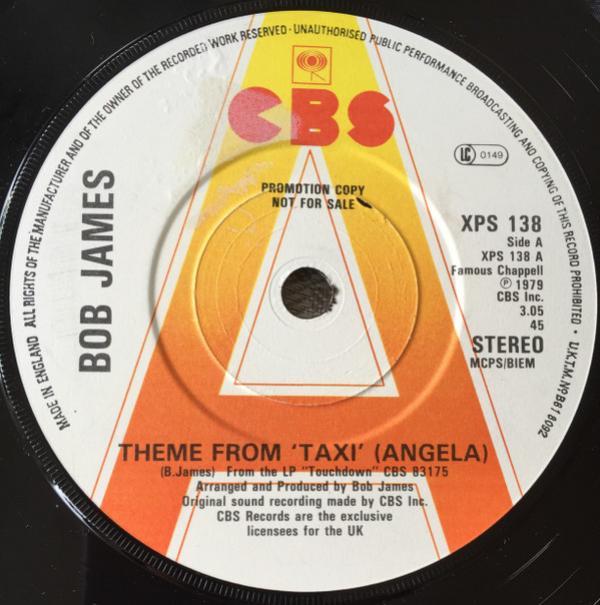 MADE IN ENGLAND ALL RIGHTS OF THE MANUFACTURER AND OF THE OWNER OF THE RECORDED WORK RESERVED · UNAUTHORISED PUBLIC PERFORMANCE BROADCASTING AND COPYING OF THIS RECORD PROHIBITED · U.K.T.M. Nº B618092
CBS
LC 0149
PROMOTION COPY
NOT FOR SALE
BOB JAMES
XPS 138
Side A
XPS 138 A
Famous Chappell
℗ 1979
CBS Inc.
3.05
45
STEREO
MCPS/BIEM
THEME FROM 'TAXI' (ANGELA)
(B.James) From the LP "Touchdown" CBS 83175
Arranged and Produced by Bob James
Original sound recording made by CBS Inc.
CBS Records are the exclusive
licensees for the UK